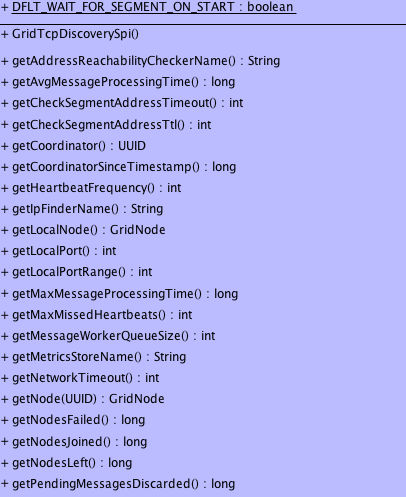 + DFLT_WAIT_FOR_SEGMENT_ON_START : boolean
+ GridTcpDiscoverySpi()
+ getAddressReachabilityCheckerName() : String
+ getAvgMessageProcessingTime() : long
+ getCheckSegmentAddressTimeout() : int
+ getCheckSegmentAddressTtl() : int
+ getCoordinator() : UUID
+ getCoordinatorSinceTimestamp() : long
+ getHeartbeatFrequency() : int
+ getIpFinderName() : String
+ getLocalNode() : GridNode
+ getLocalPort() : int
+ getLocalPortRange() : int
+ getMaxMessageProcessingTime() : long
+ getMaxMissedHeartbeats() : int
+ getMessageWorkerQueueSize() : int
+ getMetricsStoreName() : String
+ getNetworkTimeout() : int
+ getNode(UUID) : GridNode
+ getNodesFailed() : long
+ getNodesJoined() : long
+ getNodesLeft() : long
+ getPendingMessagesDiscarded() : long